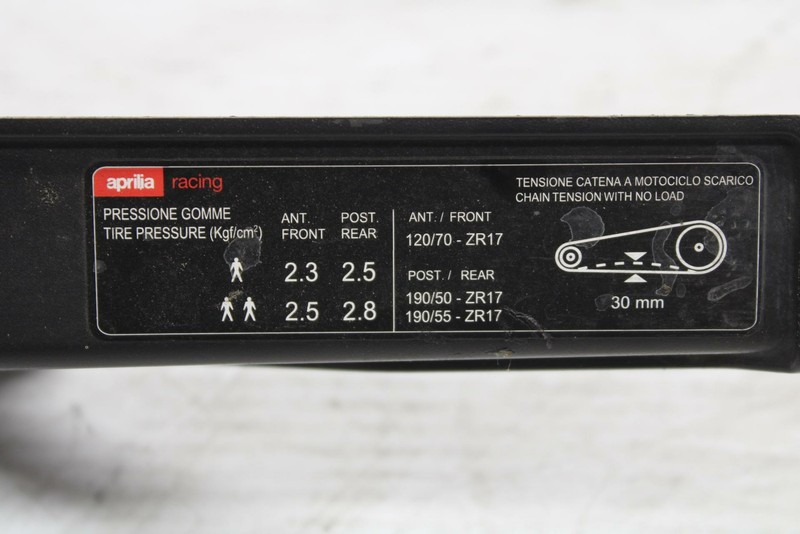 aprilia racing
PRESSIONE GOMME
TIRE PRESSURE (Kgf/cm²)
ANT. POST.
FRONT REAR
2.3 2.5
2.5 2.8
ANT. / FRONT
120/70 - ZR17
POST. / REAR
190/50 - ZR17
190/55 - ZR17
TENSIONE CATENA A MOTOCICLO SCARICO
CHAIN TENSION WITH NO LOAD
30 mm